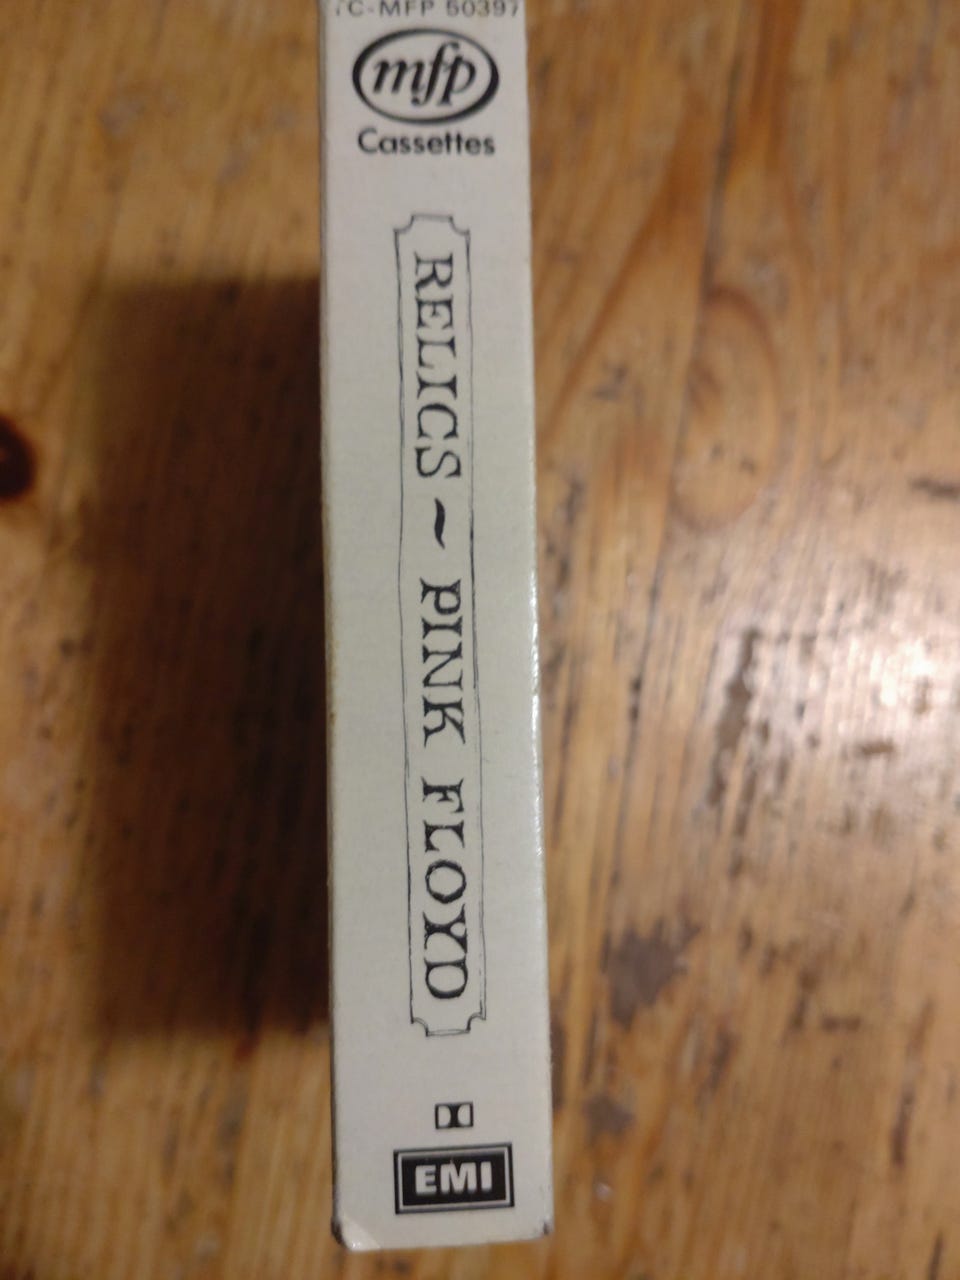 TC-MFP 50397
mfp
Cassettes
RELICS ~ PINK FLOYD
EMI